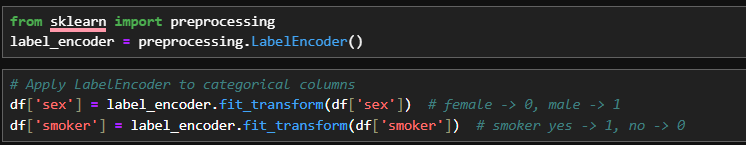 from sklearn import preprocessing
label_encoder = preprocessing.LabelEncoder()
# Apply LabelEncoder to categorical columns
df['sex'] = label_encoder.fit_transform(df['sex'])  # female -> 0, male -> 1
df['smoker'] = label_encoder.fit_transform(df['smoker'])  # smoker yes -> 1, no -> 0